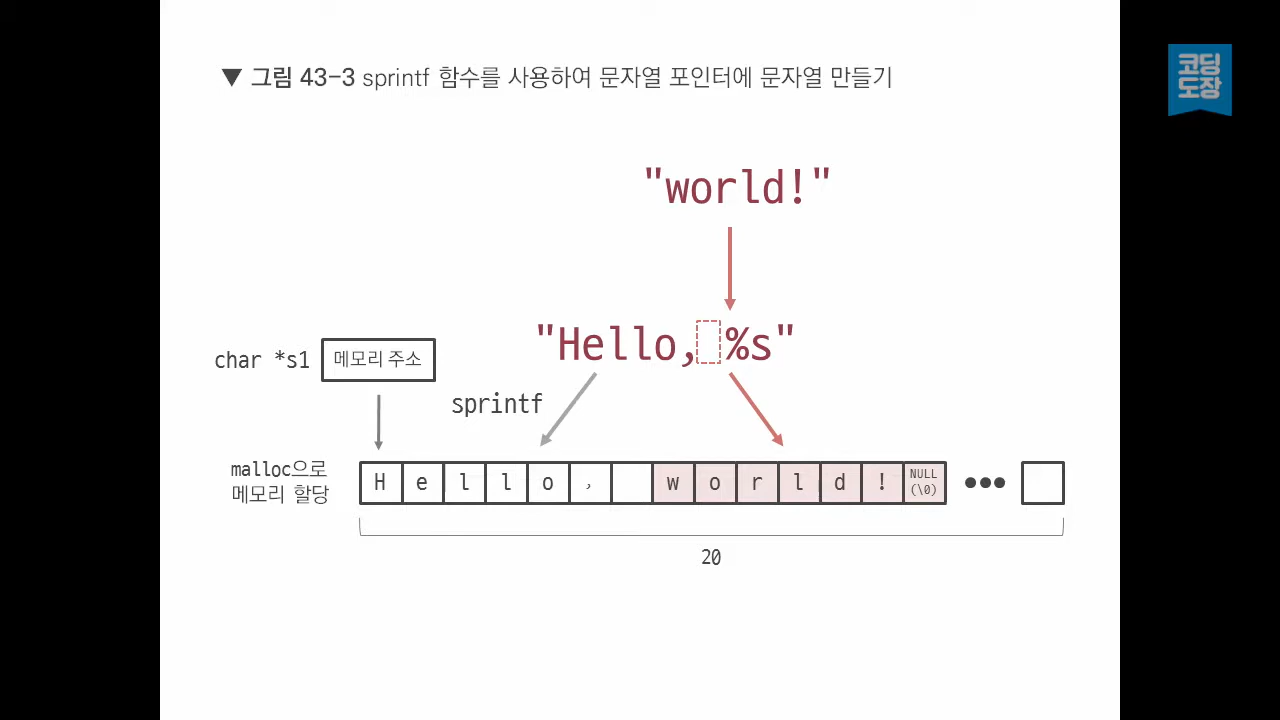 ▼ 그림 43-3 sprintf 함수를 사용하여 문자열 포인터에 문자열 만들기
코딩
도장
"world!"
"Hello, %s"
char *s1 메모리 주소
sprintf
malloc으로
메모리 할당
H e l l o , w o r l d ! NULL (\0) •••
20